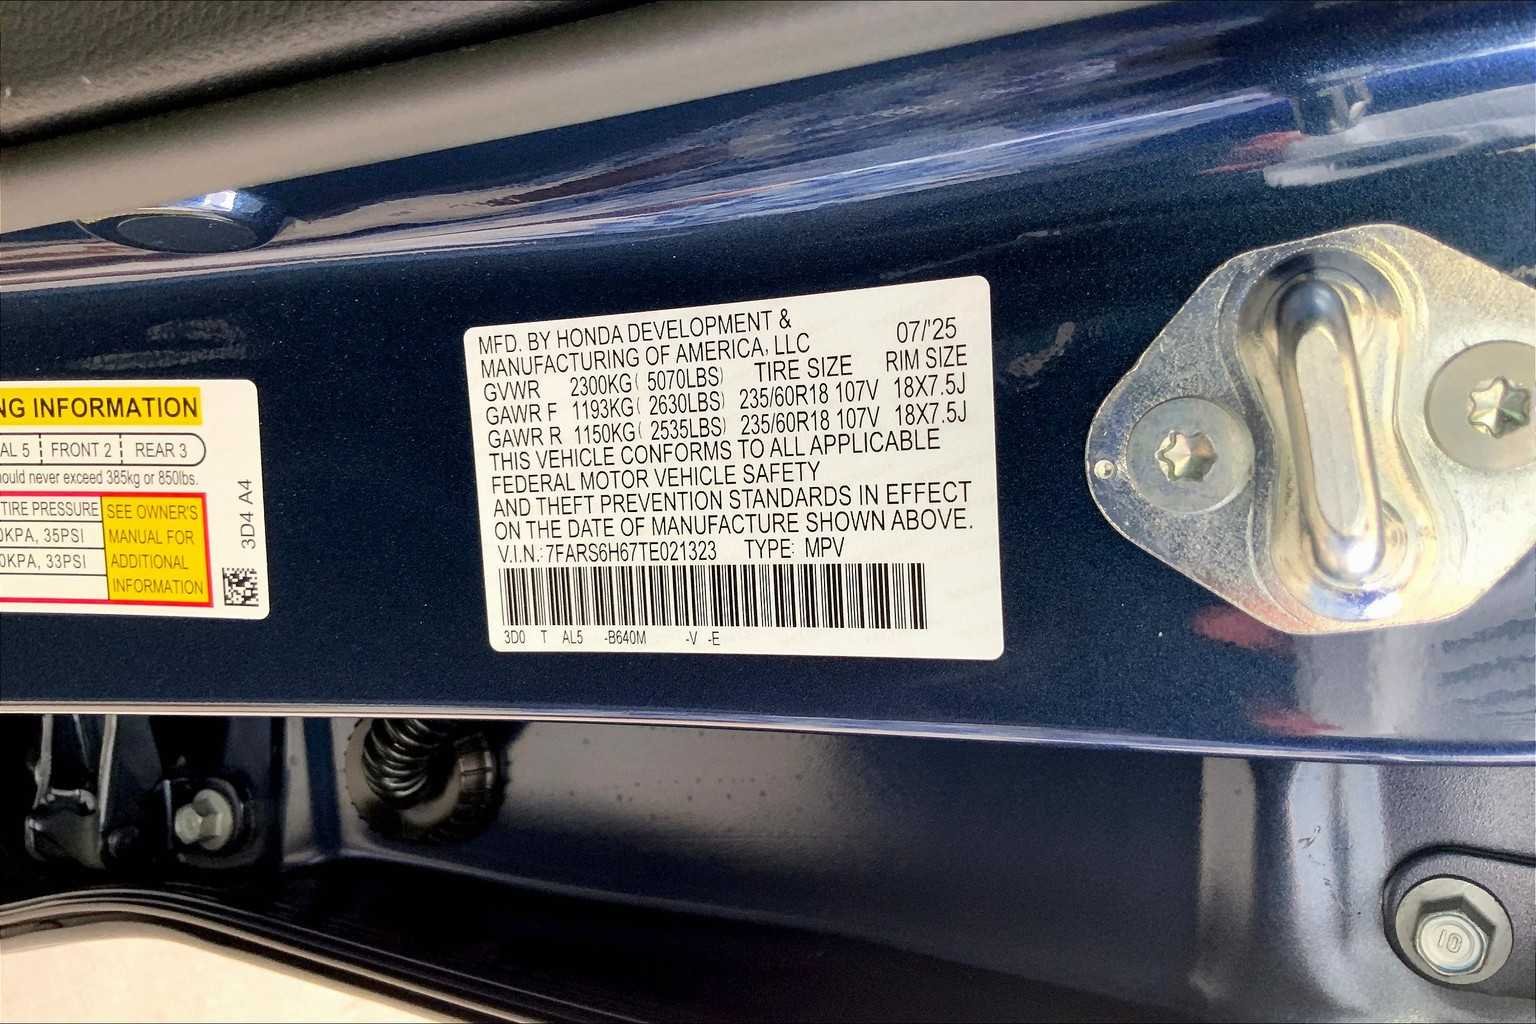 NG INFORMATION
AL 5 FRONT 2 REAR 3
ould never exceed 385kg or 850lbs.
TIRE PRESSURE
0KPA, 35PSI
0KPA, 33PSI
SEE OWNER'S
MANUAL FOR
ADDITIONAL
INFORMATION
3D4 A4
MFD. BY HONDA DEVELOPMENT &
MANUFACTURING OF AMERICA, LLC 07/'25
GVWR 2300KG( 5070LBS) TIRE SIZE RIM SIZE
GAWR F 1193KG( 2630LBS) 235/60R18 107V 18X7.5J
GAWR R 1150KG( 2535LBS) 235/60R18 107V 18X7.5J
THIS VEHICLE CONFORMS TO ALL APPLICABLE
FEDERAL MOTOR VEHICLE SAFETY
AND THEFT PREVENTION STANDARDS IN EFFECT
ON THE DATE OF MANUFACTURE SHOWN ABOVE.
V.I.N.: 7FARS6H67TE021323 TYPE: MPV
3D0 T AL5 -B640M -V -E
10